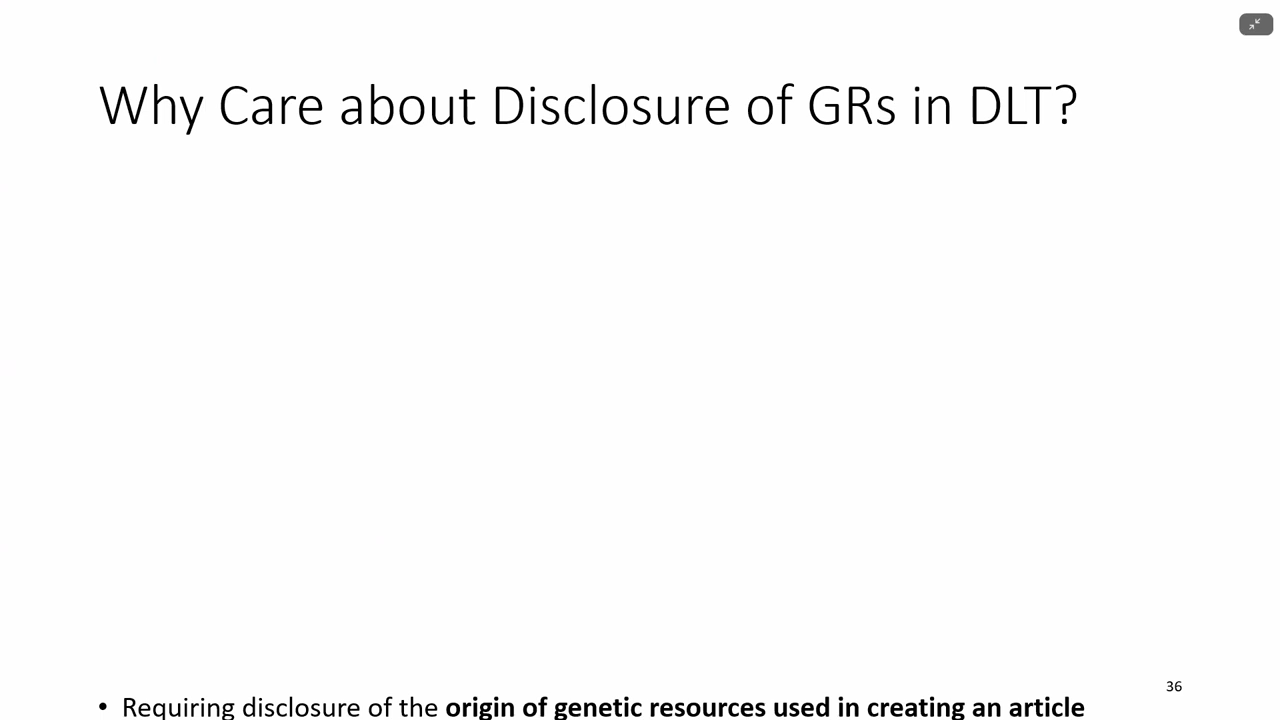 Why Care about Disclosure of GRs in DLT?
36
• Requiring disclosure of the origin of genetic resources used in creating an article